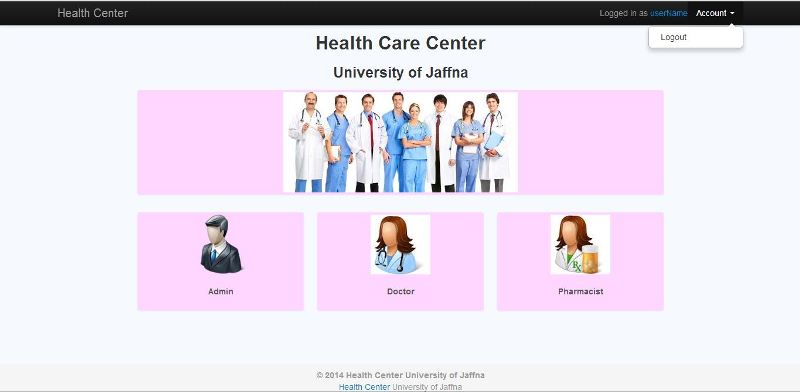 Health Center
Logged in as userName Account
Logout
Health Care Center
University of Jaffna
Admin
Doctor
Rx
Pharmacist
© 2014 Health Center University of Jaffna
Health Center University of Jaffna